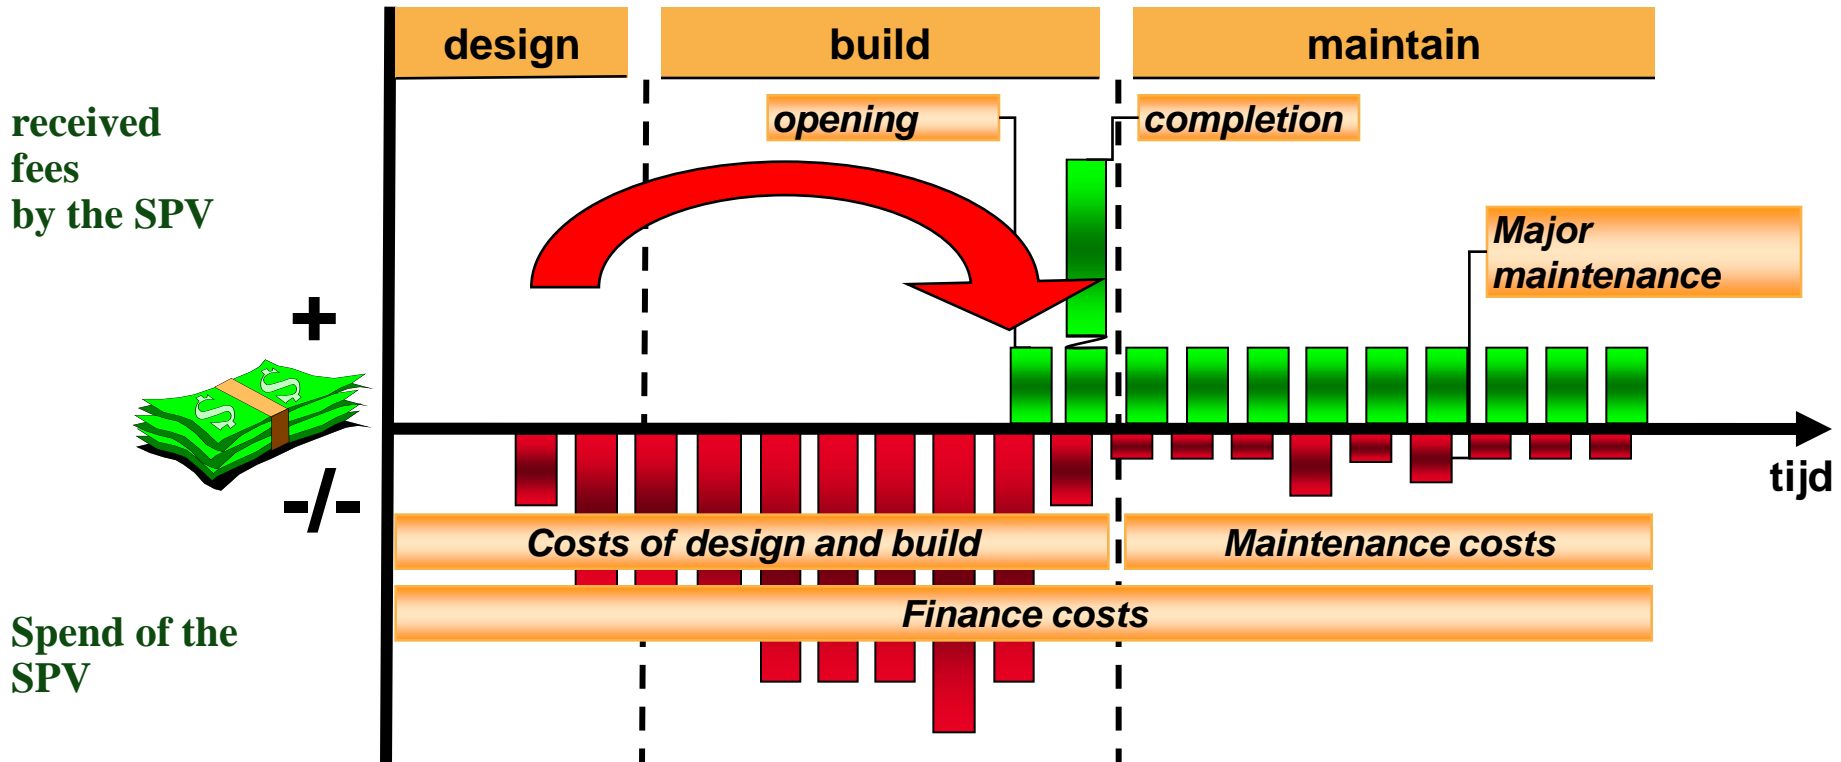 design
build
maintain
opening
completion
received
fees
by the SPV
Major
maintenance
+
$ $
-/-
tijd
Costs of design and build
Maintenance costs
Finance costs
Spend of the
SPV